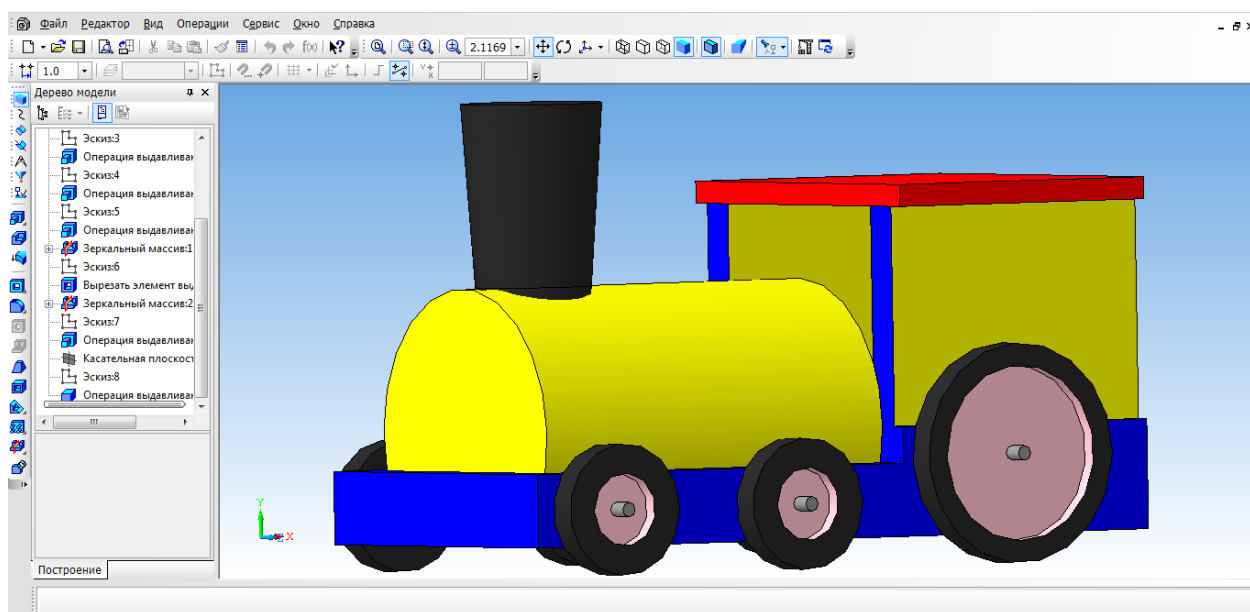 Файл Редактор Вид Операции Сервис Окно Справка
2.1169
1.0
Дерево модели
Эскиз:3
Операция выдавливан
Эскиз:4
Операция выдавливан
Эскиз:5
Операция выдавливан
Зеркальный массив:1
Эскиз:6
Вырезать элемент выд
Зеркальный массив:2
Эскиз:7
Операция выдавливан
Касательная плоскост
Эскиз:8
Операция выдавливан
Y
X
Построение